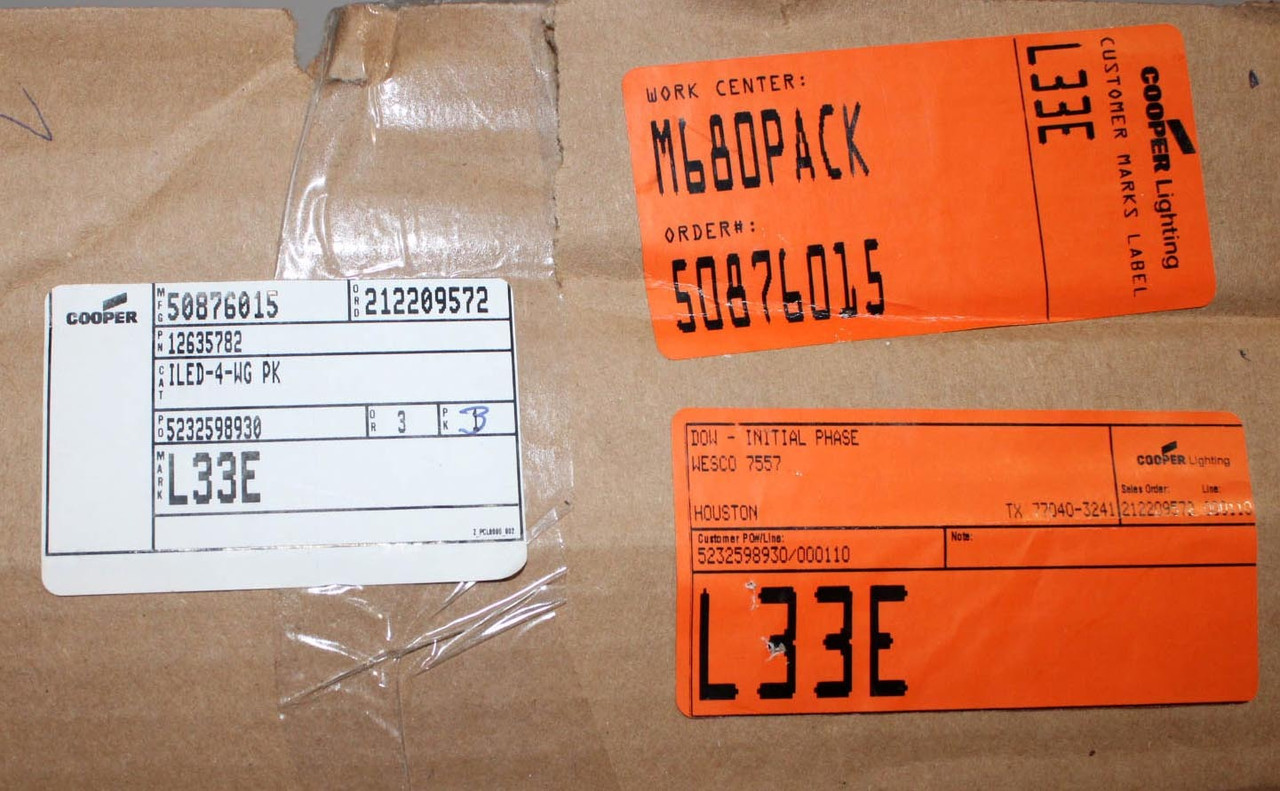 COOPER
MFG 50876015 ORD 212209572
PN 12635782
CAT ILED-4-WG PK
PO 5232598930 OR 3 PK
MARK L33E
WORK CENTER:
M680PACK
ORDER#:
50876015
L33E
CUSTOMER MARKS LABEL
COOPER Lighting
DOW - INITIAL PHASE
WESCO 7557
HOUSTON TX 77040-3241
COOPER Lighting
Sales Order: Line:
212209572 000110
Customer PO#/Line:
5232598930/000110
Note:
L33E